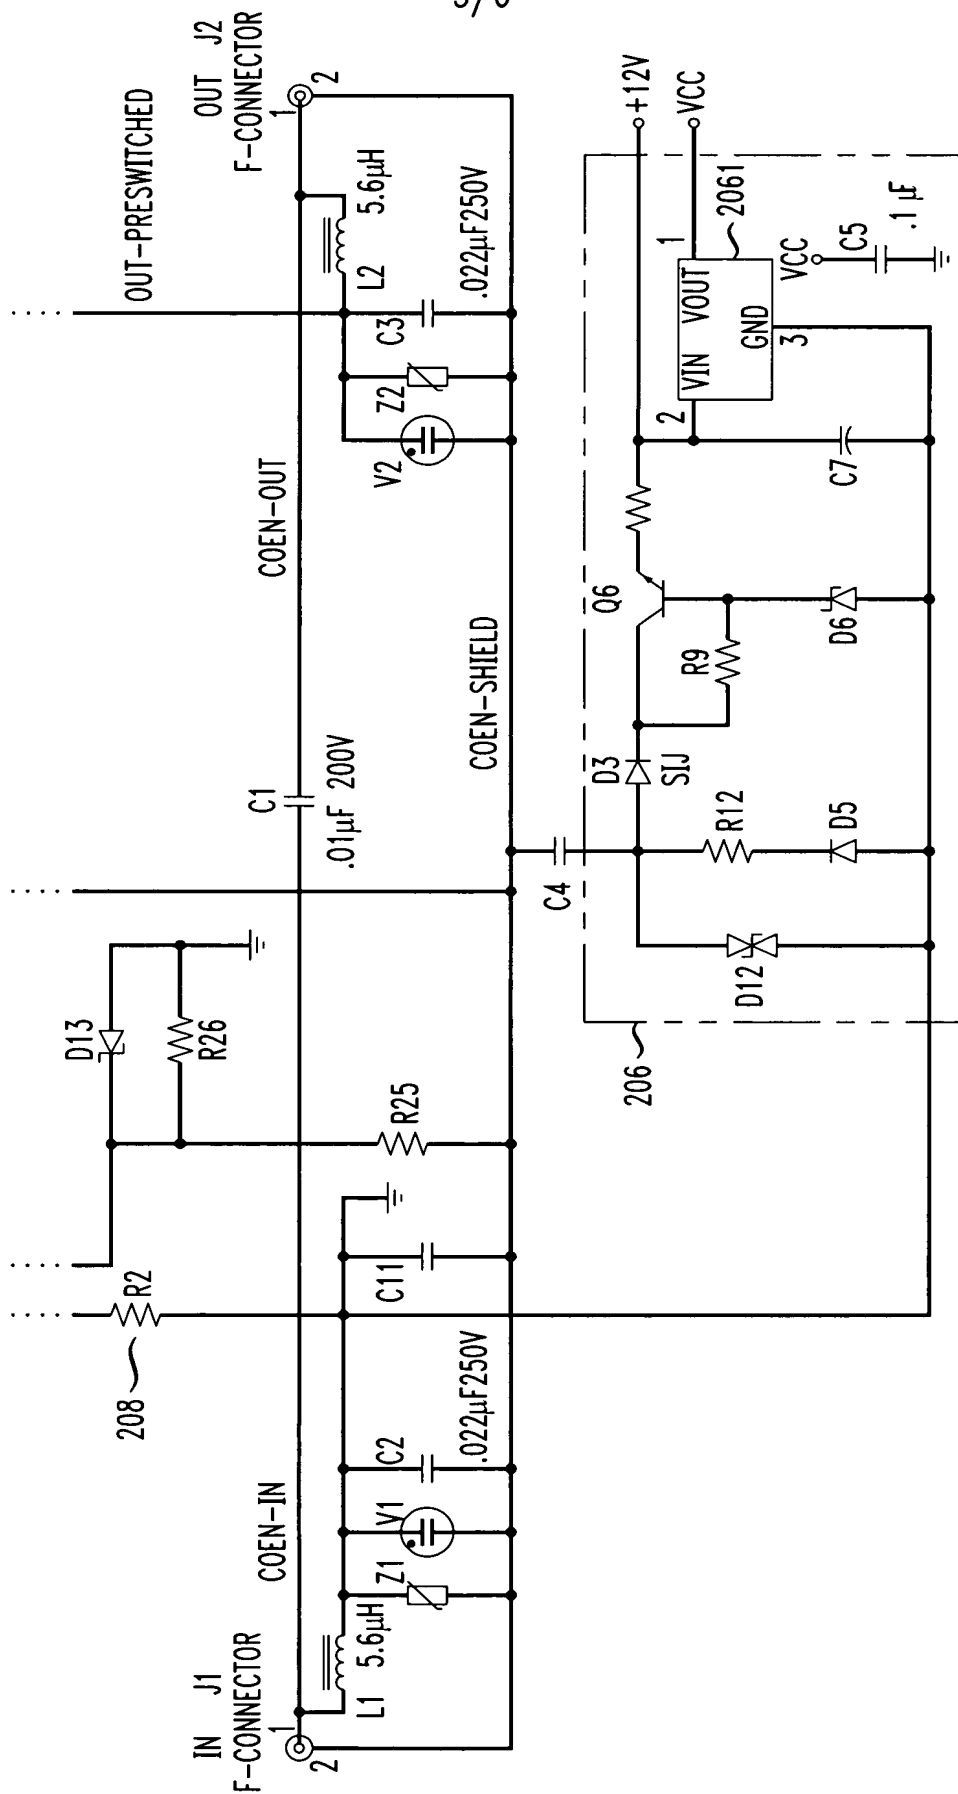 OUT J2
F-CONNECTOR
1
2
OUT-PRESWITCHED
5.6µH
L2
C3
.022µF250V
Z2
V2
COEN-OUT
COEN-SHIELD
C1
.01µF 200V
D13
R26
R25
C11
R2
208
C2
.022µF250V
V1
Z1
COEN-IN
5.6µH
L1
IN J1
F-CONNECTOR
1
2
+12V
VCC
2061
1
VOUT
VIN
2
GND
3
VCC
C5
.1 µF
C7
Q6
R9
D6
D3
SIJ
R12
D5
C4
D12
206